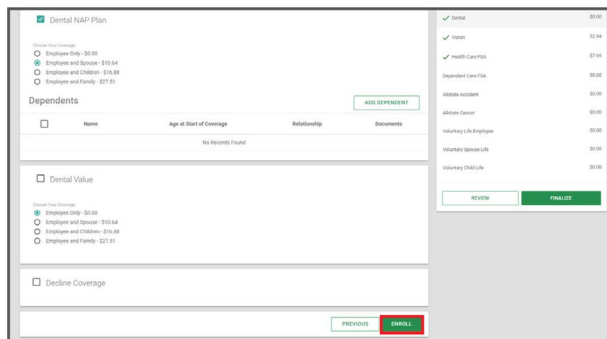 Dental NAP Plan
Choose Your Coverage
Employee Only - $0.00
Employee and Spouse - $10.64
Employee and Children - $16.88
Employee and Family - $27.51
Dependents
ADD DEPENDENT
Name Age at Start of Coverage Relationship Documents
No Records Found
Dental Value
Choose Your Coverage
Employee Only - $0.00
Employee and Spouse - $10.64
Employee and Children - $16.88
Employee and Family - $27.51
Decline Coverage
PREVIOUS ENROLL
Dental $0.00
Vision $2.94
Health Care FSA $7.69
Dependent Care FSA $0.00
Allstate Accident $0.00
Allstate Cancer $0.00
Voluntary Life Employee $0.00
Voluntary Spouse Life $0.00
Voluntary Child Life $0.00
REVIEW FINALIZE